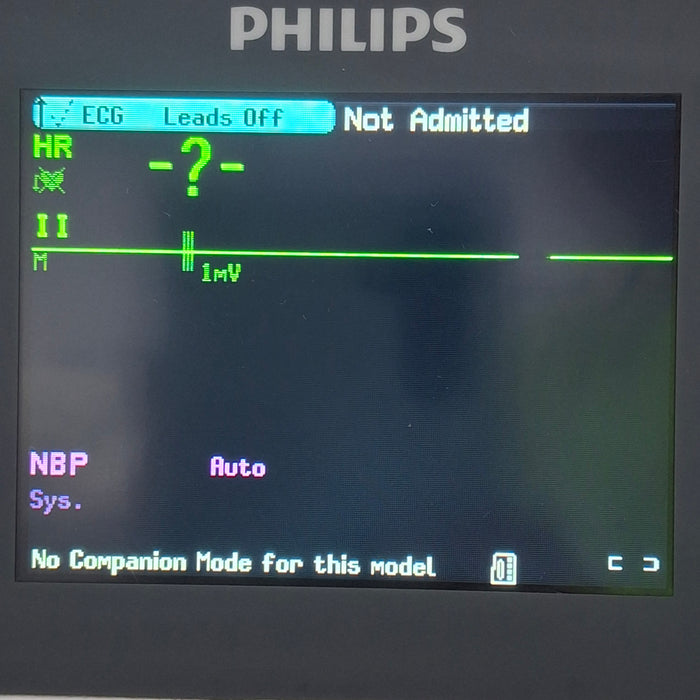 PHILIPS
ECG Leads Off Not Admitted
HR -?-
II
M 1mV
NBP Auto
Sys.
No Companion Mode for this model